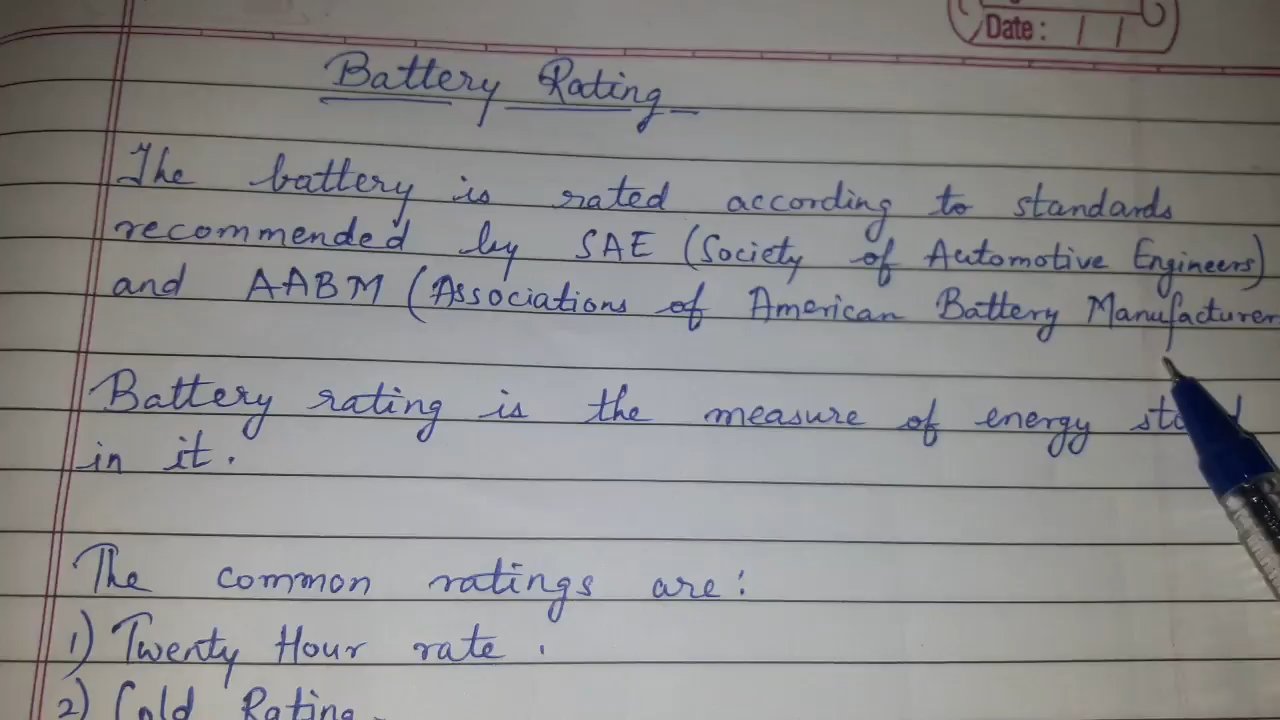 Date : / /
Battery Rating
The battery is rated according to standards
recommended by SAE (Society of Automotive Engineers)
and AABM (Associations of American Battery Manufacturer
Battery rating is the measure of energy
in it.
The common ratings are:
1) Twenty Hour rate.
2) Cold Rating